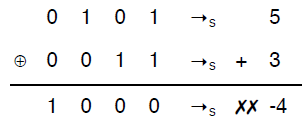 0 1 0 1 →s 5
⊕ 0 0 1 1 →s + 3
1 0 0 0 →s ✗✗ -4